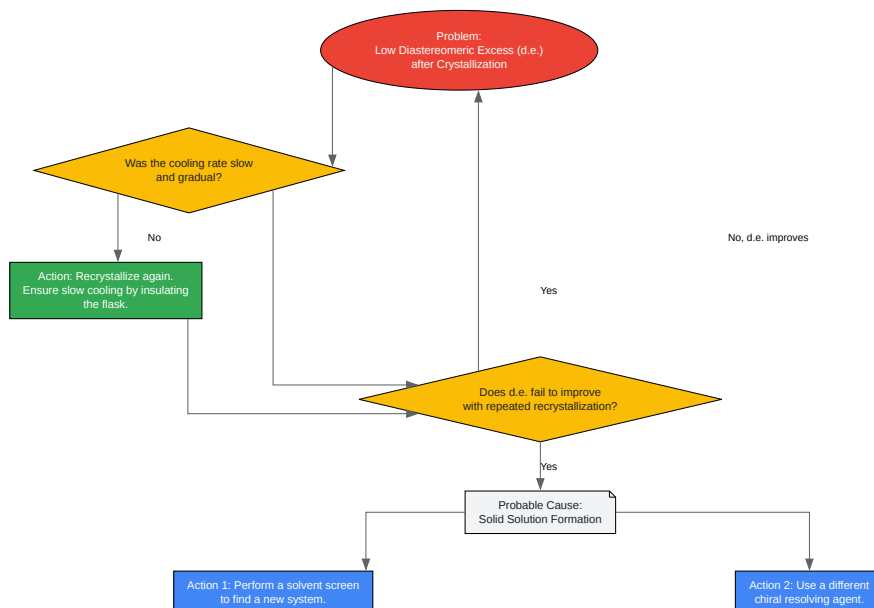 Problem:
Low Diastereomeric Excess (d.e.)
after Crystallization
Was the cooling rate slow
and gradual?
No
No, d.e. improves
Action: Recrystallize again.
Ensure slow cooling by insulating
the flask.
Yes
Does d.e. fail to improve
with repeated recrystallization?
Yes
Probable Cause:
Solid Solution Formation
Action 1: Perform a solvent screen
to find a new system.
Action 2: Use a different
chiral resolving agent.